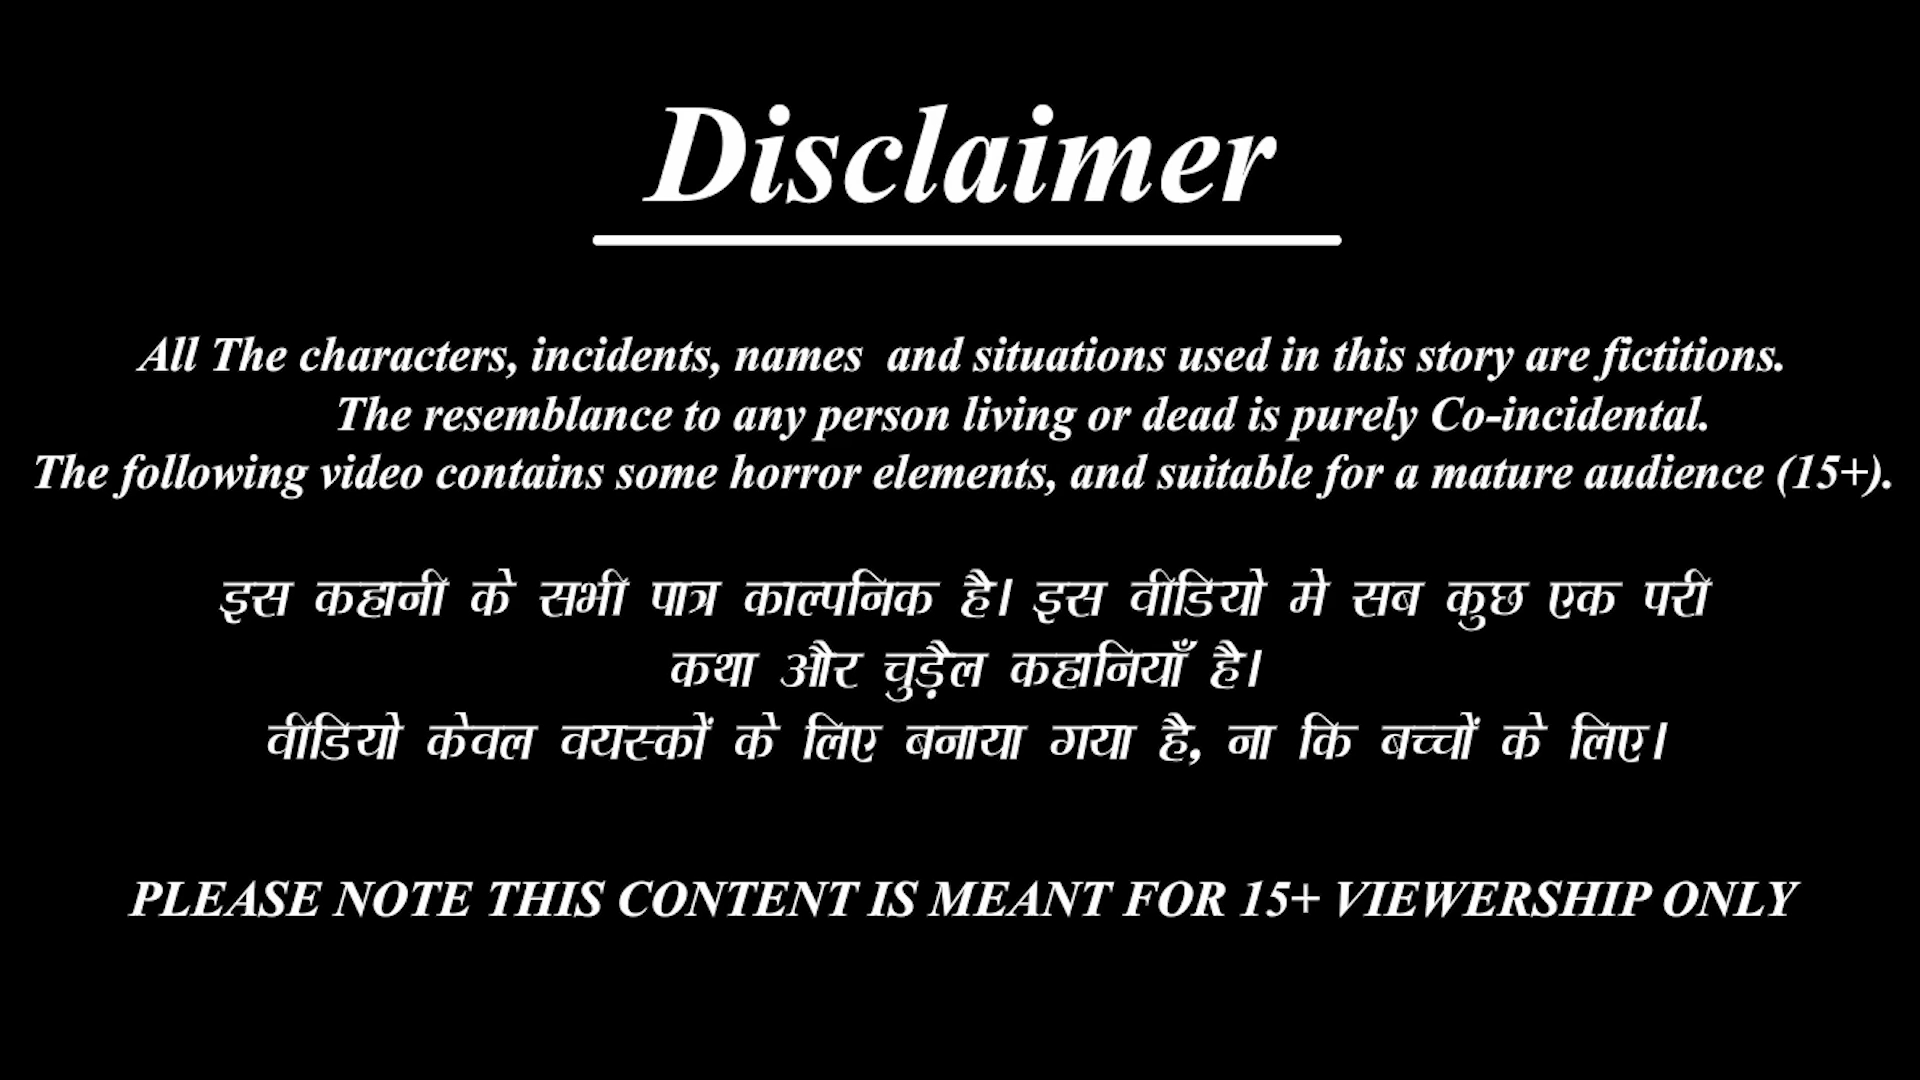 Disclaimer
All The characters, incidents, names and situations used in this story are fictitions.
The resemblance to any person living or dead is purely Co-incidental.
The following video contains some horror elements, and suitable for a mature audience (15+).
इस कहानी के सभी पात्र काल्पनिक है। इस वीडियो मे सब कुछ एक परी
कथा और चुड़ैल कहानियाँ है।
वीडियो केवल वयस्कों के लिए बनाया गया है, ना कि बच्चों के लिए।
PLEASE NOTE THIS CONTENT IS MEANT FOR 15+ VIEWERSHIP ONLY